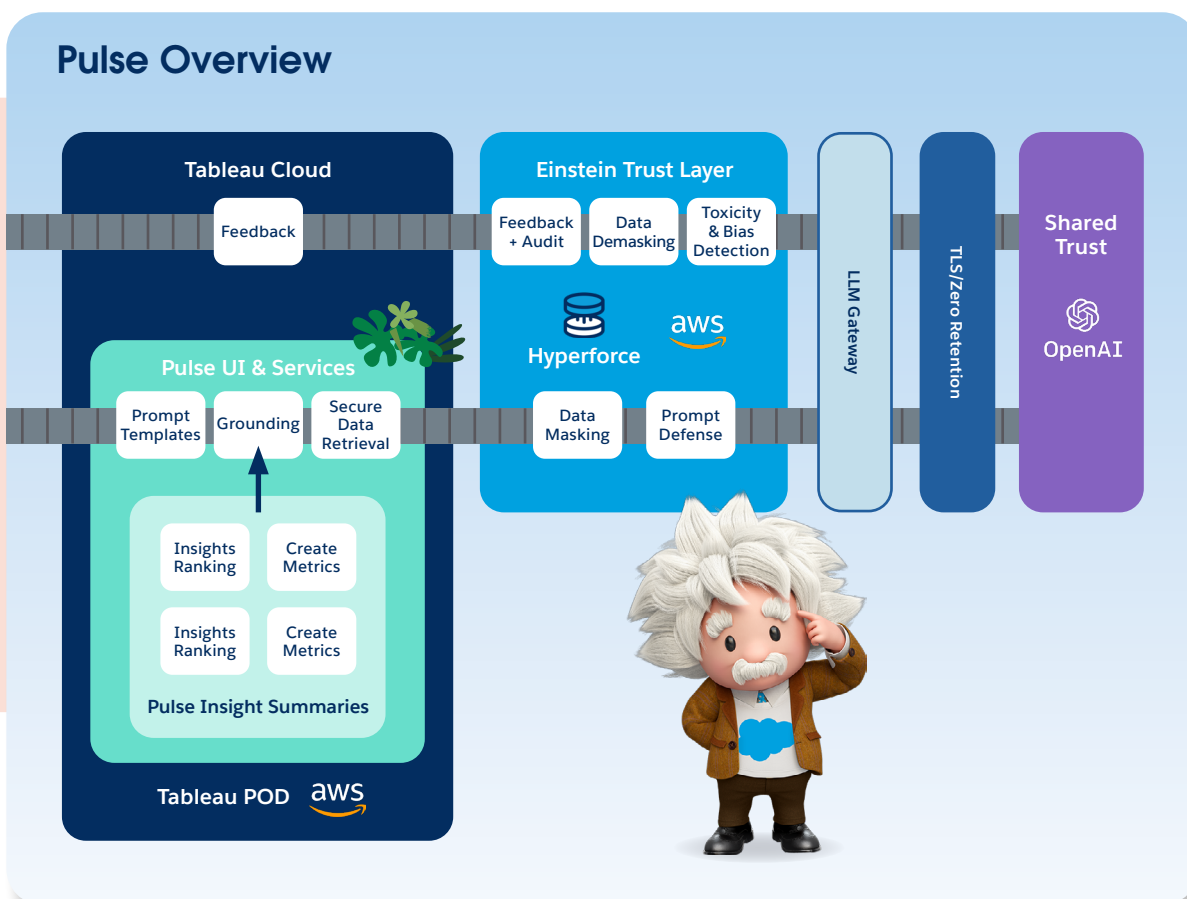 Pulse Overview
Tableau Cloud
Feedback
Pulse UI & Services
Prompt
Templates
Grounding
Secure
Data
Retrieval
Insights
Ranking
Create
Metrics
Insights
Ranking
Create
Metrics
Pulse Insight Summaries
Tableau POD
aws
Einstein Trust Layer
Feedback
+ Audit
Data
Demasking
Toxicity
& Bias
Detection
Hyperforce
aws
Data
Masking
Prompt
Defense
LLM Gateway
TLS/Zero Retention
Shared
Trust
OpenAI